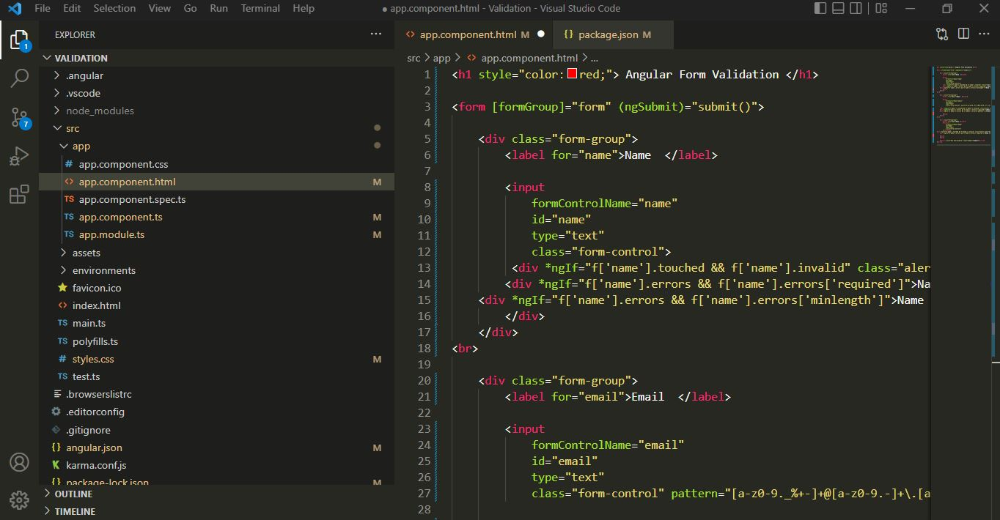 File Edit Selection View Go Run Terminal Help
● app.component.html - Validation - Visual Studio Code
EXPLORER
1
7
VALIDATION
.angular
.vscode
node_modules
src
app
# app.component.css
<> app.component.html M
TS app.component.spec.ts
TS app.component.ts M
TS app.module.ts M
assets
environments
favicon.ico
<> index.html
TS main.ts
TS polyfills.ts
# styles.css M
TS test.ts
.browserslistrc
.editorconfig
.gitignore
{} angular.json M
K karma.conf.js
{} package-lock.json M
OUTLINE
TIMELINE
<> app.component.html M ●
{} package.json M
src > app > <> app.component.html > ...
1 <h1 style="color: red;"> Angular Form Validation </h1>
2
3 <form [formGroup]="form" (ngSubmit)="submit()">
4
5 <div class="form-group">
6 <label for="name">Name  </label>
7
8 <input
9 formControlName="name"
10 id="name"
11 type="text"
12 class="form-control">
13 <div *ngIf="f['name'].touched && f['name'].invalid" class="aler
14 <div *ngIf="f['name'].errors && f['name'].errors['required']">Na
15 <div *ngIf="f['name'].errors && f['name'].errors['minlength']">Name
16 </div>
17 </div>
18 <br>
19
20 <div class="form-group">
21 <label for="email">Email  </label>
22
23 <input
24 formControlName="email"
25 id="email"
26 type="text"
27 class="form-control" pattern="[a-z0-9._%+-]+@[a-z0-9.-]+\.[a
28